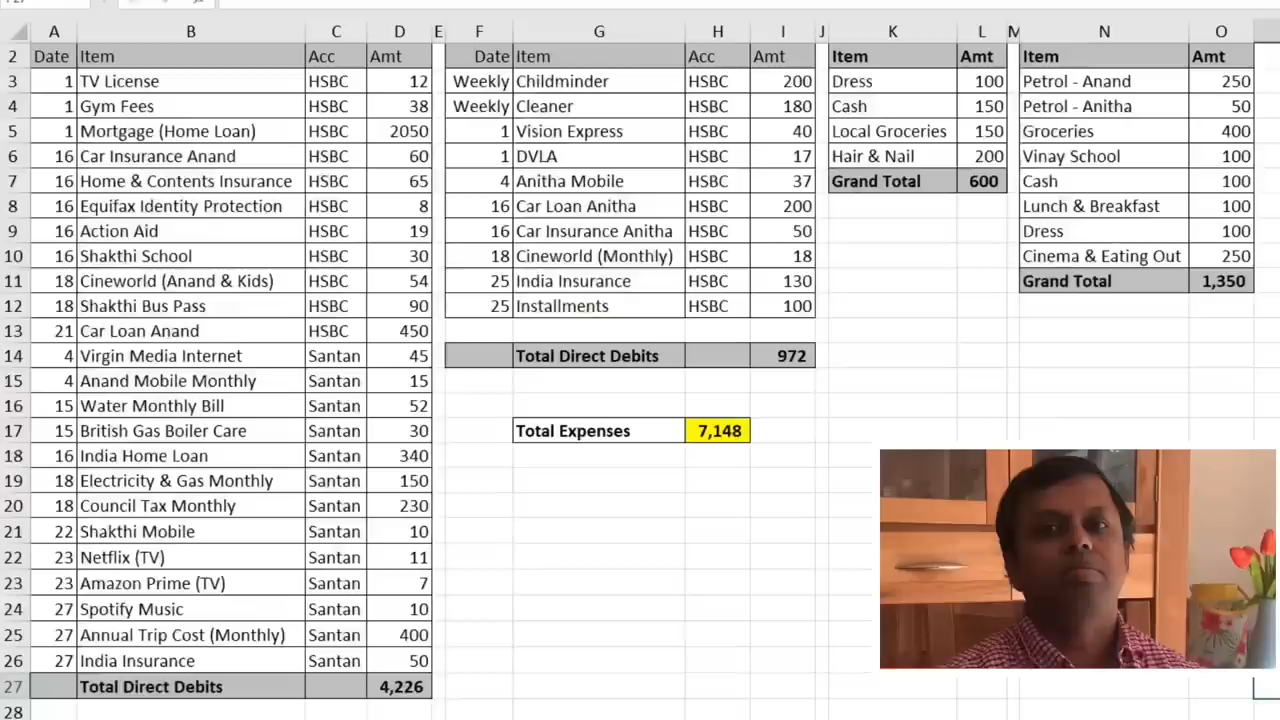 A B C D E F G H I J K L M N O
2 Date Item Acc Amt Date Item Acc Amt Item Amt Item Amt
3 1 TV License HSBC 12 Weekly Childminder HSBC 200 Dress 100 Petrol - Anand 250
4 1 Gym Fees HSBC 38 Weekly Cleaner HSBC 180 Cash 150 Petrol - Anitha 50
5 1 Mortgage (Home Loan) HSBC 2050 1 Vision Express HSBC 40 Local Groceries 150 Groceries 400
6 16 Car Insurance Anand HSBC 60 1 DVLA HSBC 17 Hair & Nail 200 Vinay School 100
7 16 Home & Contents Insurance HSBC 65 4 Anitha Mobile HSBC 37 Grand Total 600 Cash 100
8 16 Equifax Identity Protection HSBC 8 16 Car Loan Anitha HSBC 200 Lunch & Breakfast 100
9 16 Action Aid HSBC 19 16 Car Insurance Anitha HSBC 50 Dress 100
10 16 Shakthi School HSBC 30 18 Cineworld (Monthly) HSBC 18 Cinema & Eating Out 250
11 18 Cineworld (Anand & Kids) HSBC 54 25 India Insurance HSBC 130 Grand Total 1,350
12 18 Shakthi Bus Pass HSBC 90 25 Installments HSBC 100
13 21 Car Loan Anand HSBC 450
14 4 Virgin Media Internet Santan 45 Total Direct Debits 972
15 4 Anand Mobile Monthly Santan 15
16 15 Water Monthly Bill Santan 52
17 15 British Gas Boiler Care Santan 30 Total Expenses 7,148
18 16 India Home Loan Santan 340
19 18 Electricity & Gas Monthly Santan 150
20 18 Council Tax Monthly Santan 230
21 22 Shakthi Mobile Santan 10
22 23 Netflix (TV) Santan 11
23 23 Amazon Prime (TV) Santan 7
24 27 Spotify Music Santan 10
25 27 Annual Trip Cost (Monthly) Santan 400
26 27 India Insurance Santan 50
27 Total Direct Debits 4,226
28